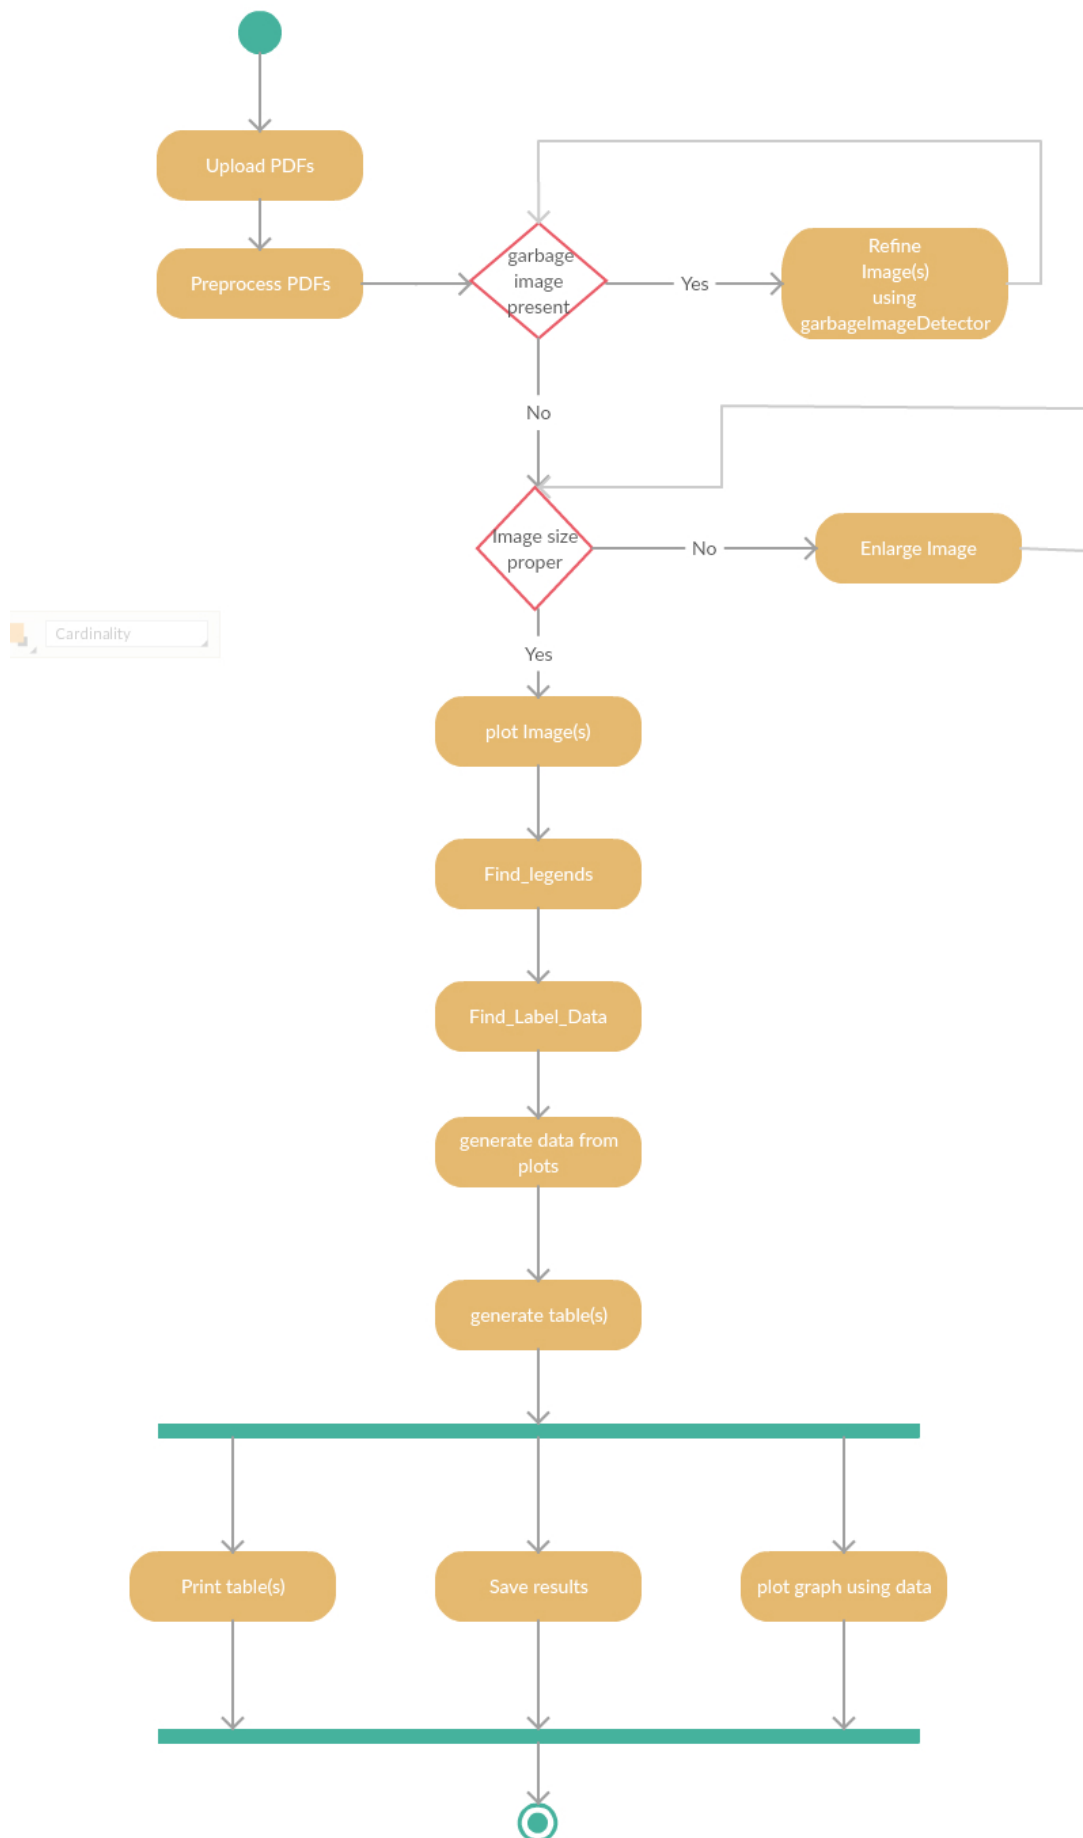 Upload PDFs
Preprocess PDFs
garbage
image
present
Yes
Refine
Image(s)
using
garbageImageDetector
No
Image size
proper
No
Enlarge Image
Cardinality
Yes
plot Image(s)
Find_legends
Find_Label_Data
generate data from
plots
generate table(s)
Print table(s)
Save results
plot graph using data